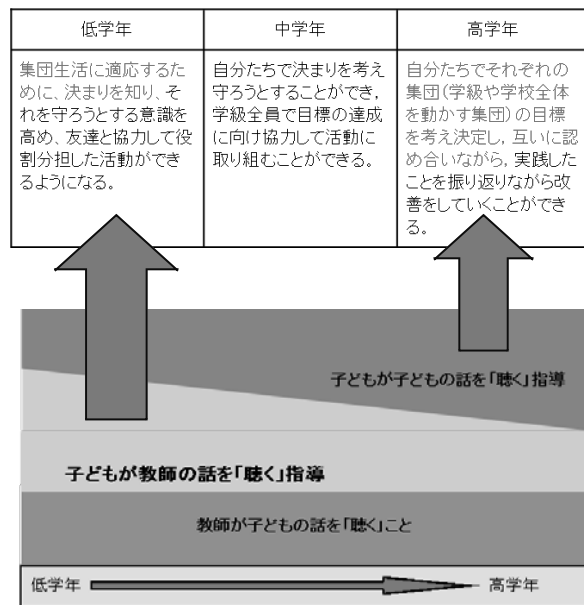 低学年
中学年
高学年
集団生活に適応するた
めに、決まりを知り、そ
れを守ろうとする意識を
高め、友達と協力して役
割分担した活動ができ
るようになる。
自分たちで決まりを考え
守ろうとすることができ,
学級全員で目標の達成
に向け協力して活動に
取り組むことができる。
自分たちでそれぞれの
集団(学級や学校全体
を動かす集団)の目標
を考え決定し, 互いに認
め合いながら, 実践した
ことを振り返りながら改
善をしていくことができ
る。
子どもが子どもの話を「聴く」指導
子どもが教師の話を「聴く」指導
教師が子どもの話を「聴く」こと
低学年
高学年